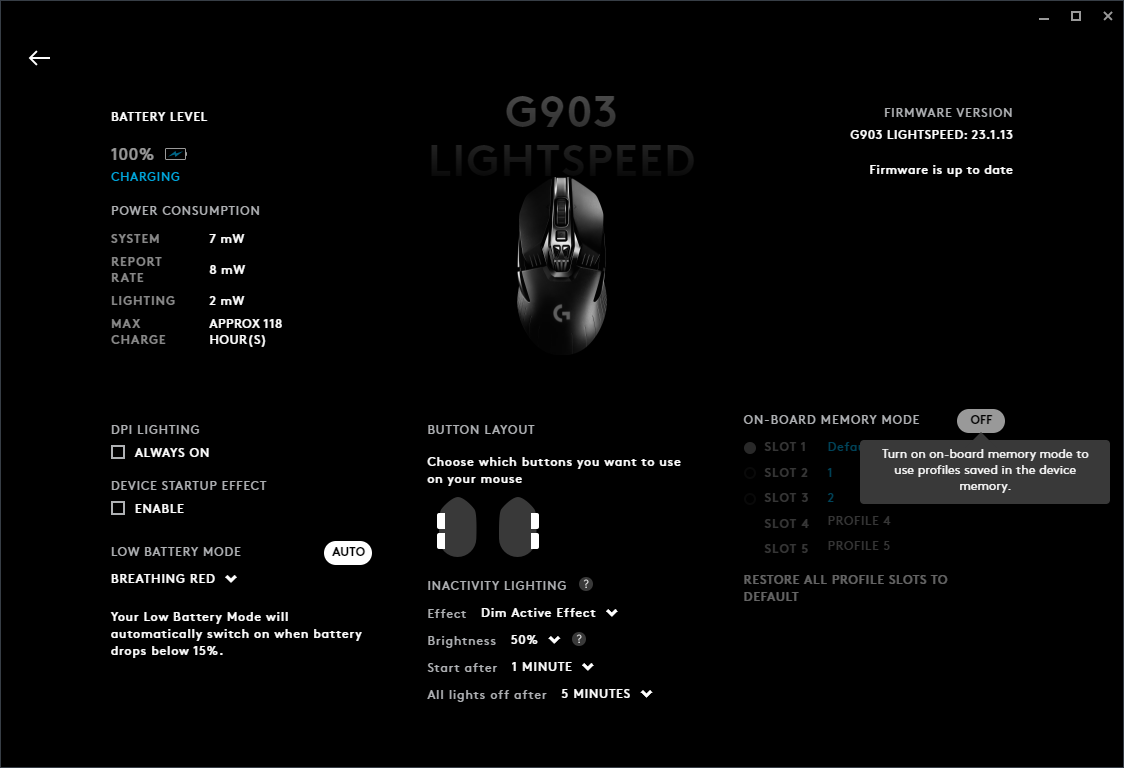 G903
LIGHTSPEED
BATTERY LEVEL
100%
CHARGING
POWER CONSUMPTION
SYSTEM 7 mW
REPORT
RATE 8 mW
LIGHTING 2 mW
MAX APPROX 118
CHARGE HOUR(S)
FIRMWARE VERSION
G903 LIGHTSPEED: 23.1.13
Firmware is up to date
DPI LIGHTING
ALWAYS ON
DEVICE STARTUP EFFECT
ENABLE
LOW BATTERY MODE AUTO
BREATHING RED
Your Low Battery Mode will
automatically switch on when battery
drops below 15%.
BUTTON LAYOUT
Choose which buttons you want to use
on your mouse
INACTIVITY LIGHTING ?
Effect Dim Active Effect
Brightness 50% ?
Start after 1 MINUTE
All lights off after 5 MINUTES
ON-BOARD MEMORY MODE OFF
Turn on on-board memory mode to
use profiles saved in the device
memory.
SLOT 1
SLOT 2 1
SLOT 3 2
SLOT 4 PROFILE 4
SLOT 5 PROFILE 5
RESTORE ALL PROFILE SLOTS TO
DEFAULT